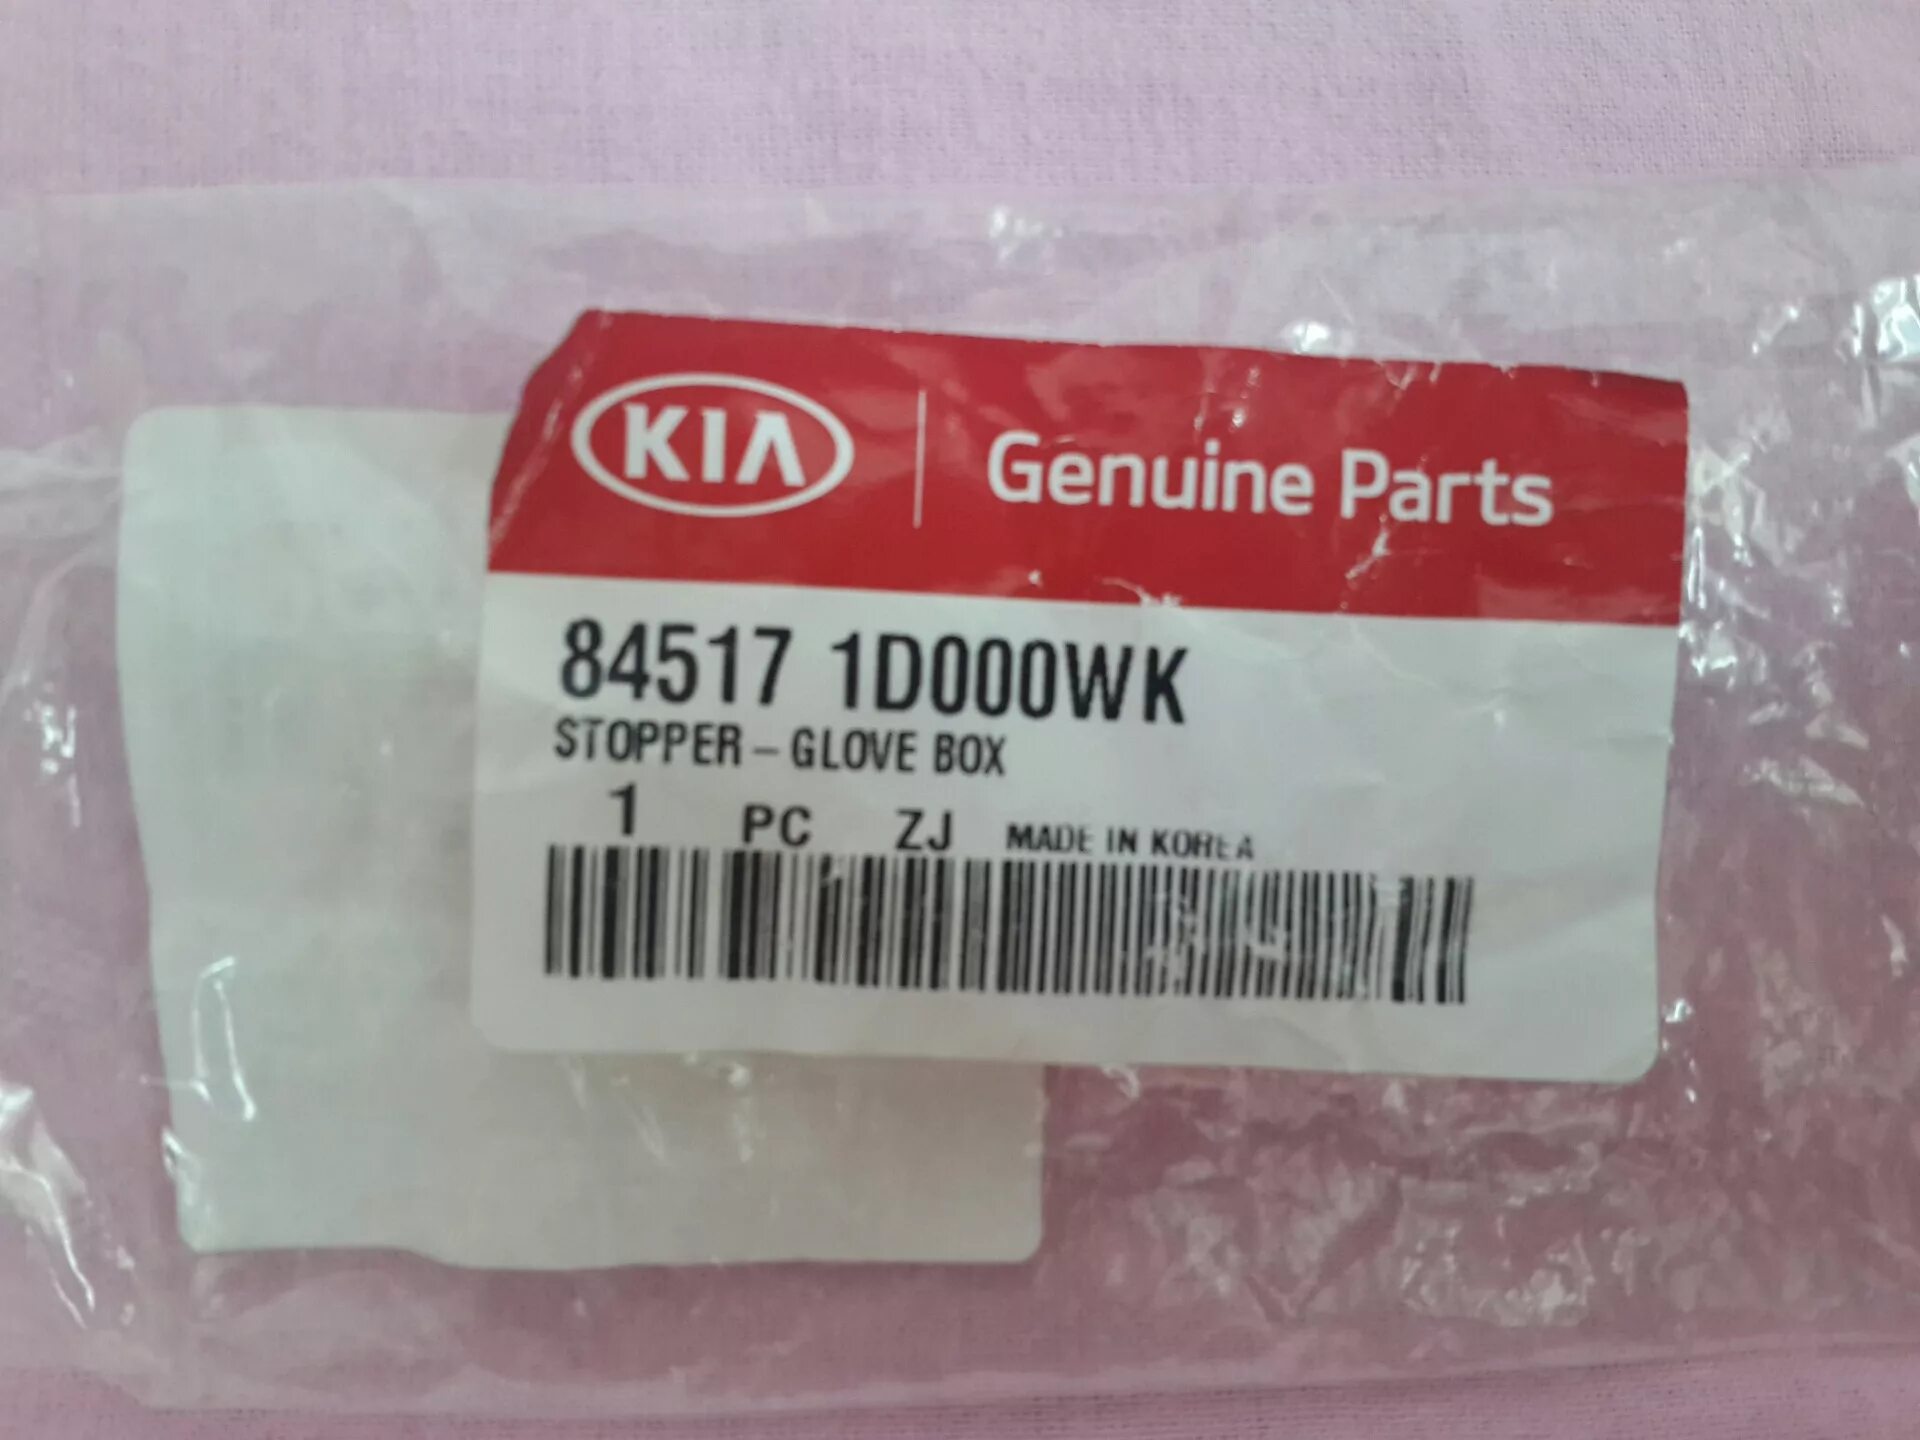 KIA Genuine Parts
84517 1D000WK
STOPPER - GLOVE BOX
1 PC ZJ MADE IN KOREA